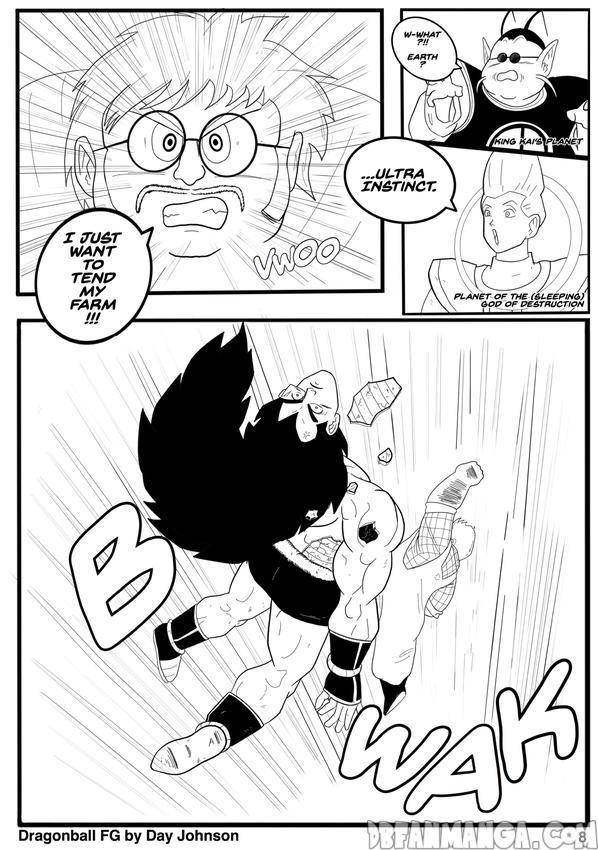 I JUST
WANT
TO
TEND
MY
FARM
!!!
VWOO
W-WHAT
?!!
EARTH
?
KING KAI'S PLANET
...ULTRA
INSTINCT.
PLANET OF THE (SLEEPING)
GOD OF DESTRUCTION
B
WAK
Dragonball FG by Day Johnson
8
DBFANMANGA.COM